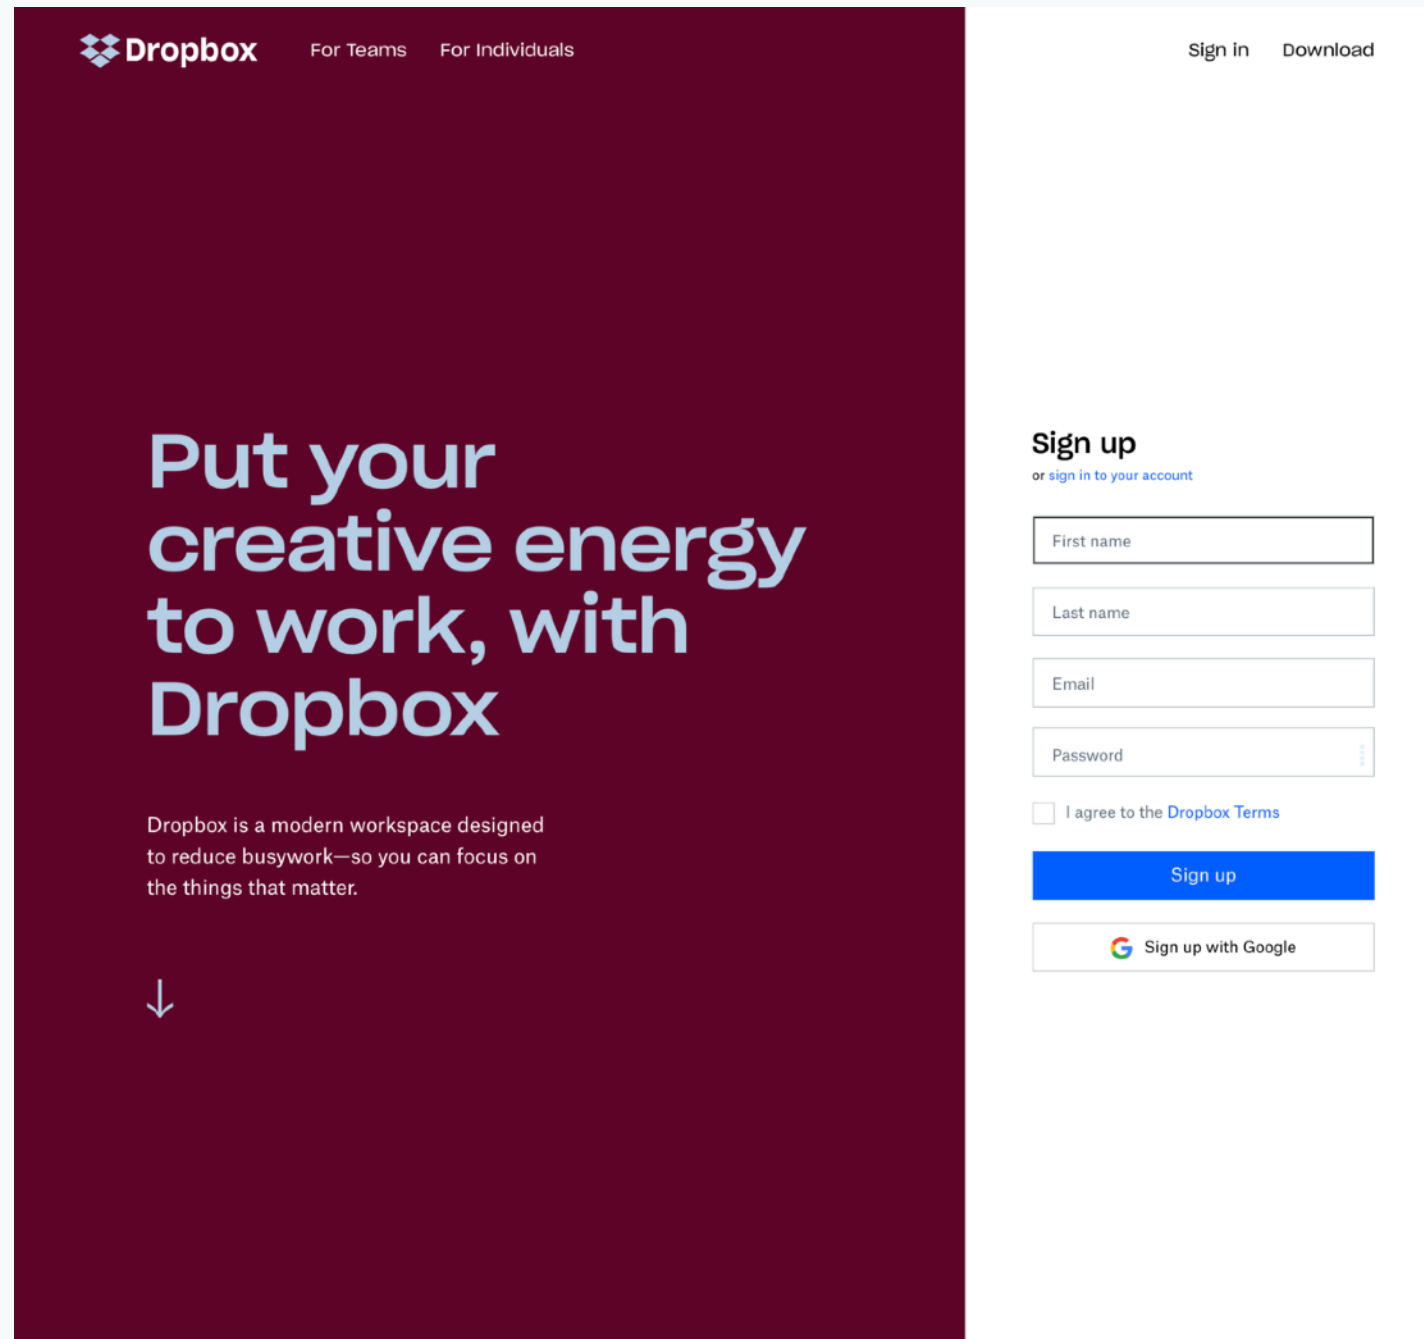 Dropbox
For Teams
For Individuals
Sign in
Download
Put your
creative energy
to work, with
Dropbox
Dropbox is a modern workspace designed
to reduce busywork—so you can focus on
the things that matter.
Sign up
or sign in to your account
First name
Last name
Email
Password
I agree to the Dropbox Terms
Sign up
Sign up with Google